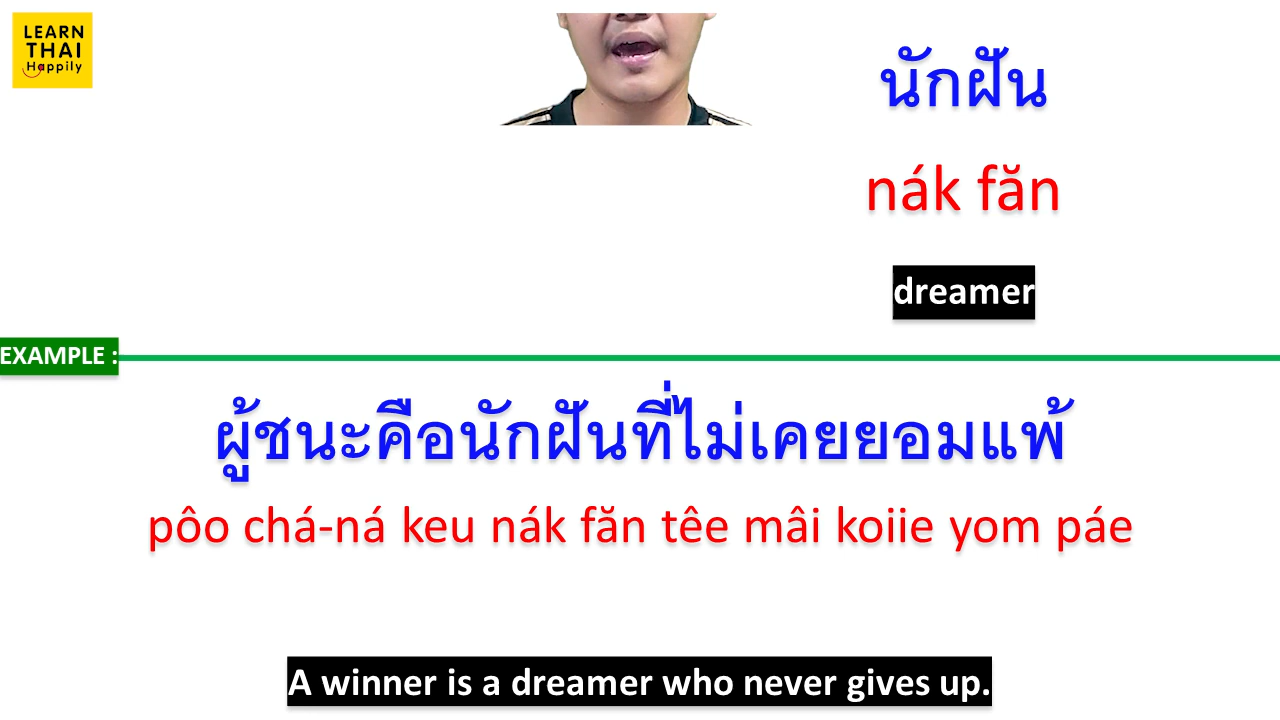 LEARN
THAI
Happily
นักฝัน
nák făn
dreamer
EXAMPLE :
ผู้ชนะคือนักฝันที่ไม่เคยยอมแพ้
pôo chá-ná keu nák făn têe mâi koiie yom páe
A winner is a dreamer who never gives up.